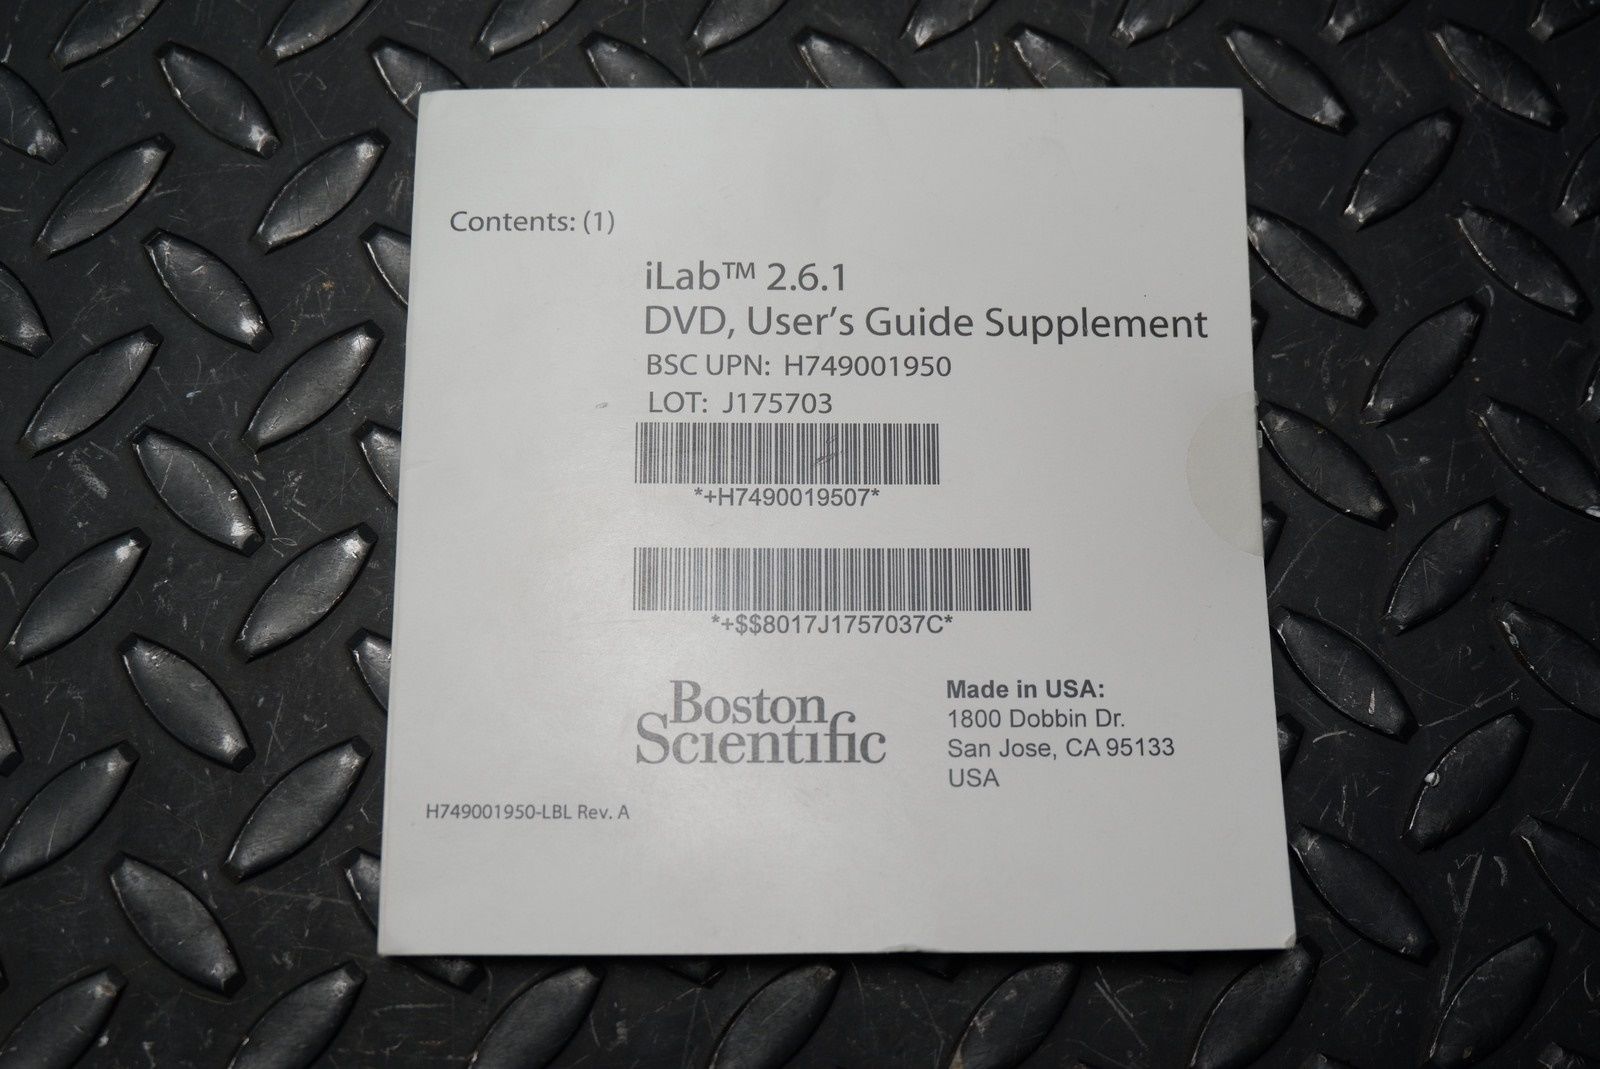 Contents: (1)
iLab™ 2.6.1
DVD, User's Guide Supplement
BSC UPN: H749001950
LOT: J175703
*+H7490019507*
*+$$8017J1757037C*
Boston
Scientific
Made in USA:
1800 Dobbin Dr.
San Jose, CA 95133
USA
H749001950-LBL Rev. A